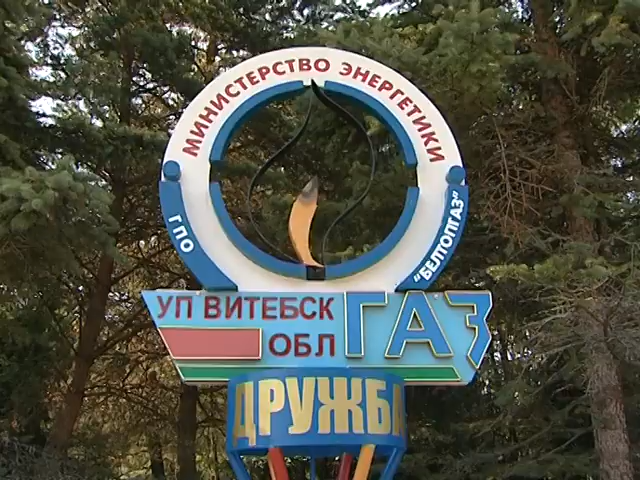 МИНИСТЕРСТВО ЭНЕРГЕТИКИ
ГПО "БЕЛТОПГАЗ"
УП ВИТЕБСК
ОБЛ ГАЗ
ДРУЖБА